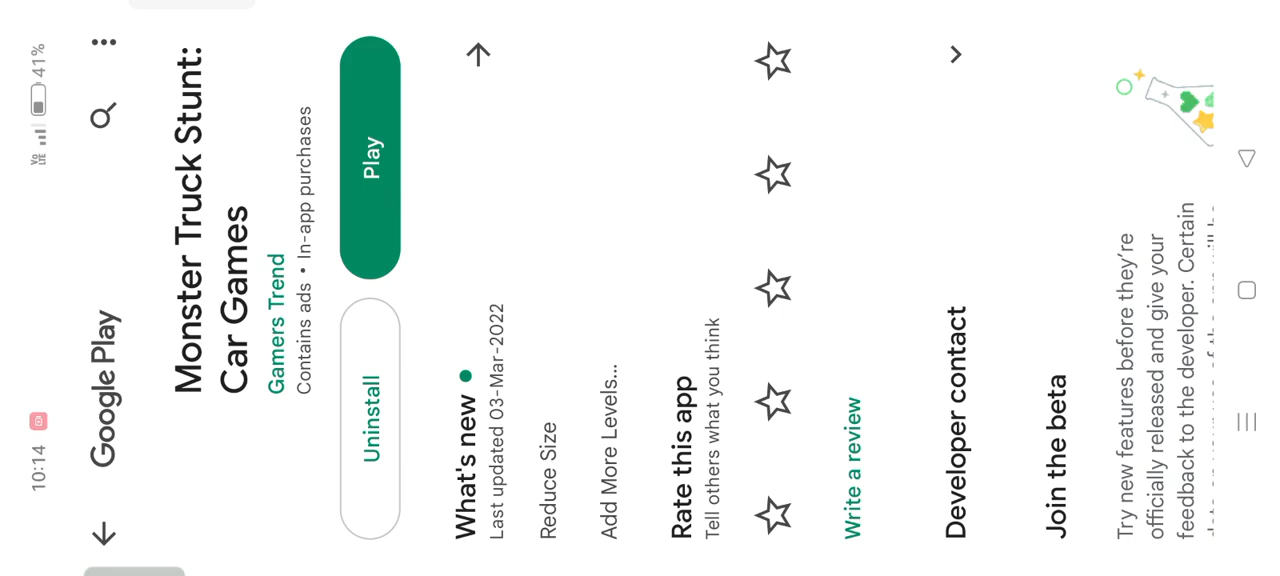 10:14
Vo
LTE
41%
Google Play
Monster Truck Stunt:
Car Games
Gamers Trend
Contains ads • In-app purchases
Uninstall
Play
What's new
Last updated 03-Mar-2022
Reduce Size
Add More Levels...
Rate this app
Tell others what you think
Write a review
Developer contact
Join the beta
Try new features before they're
officially released and give your
feedback to the developer. Certain